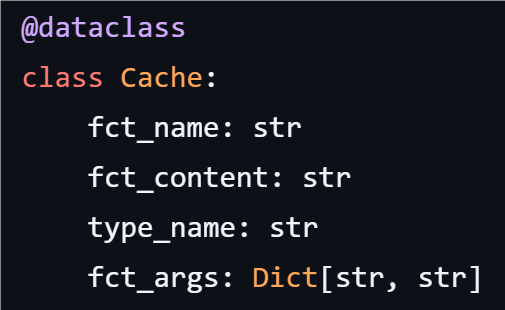 @dataclass
class Cache:
    fct_name: str
    fct_content: str
    type_name: str
    fct_args: Dict[str, str]